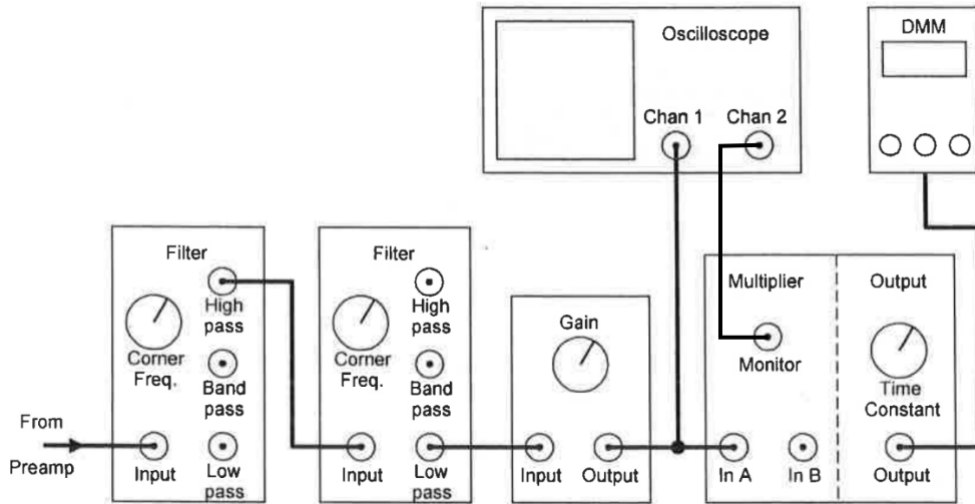 Oscilloscope
Chan 1
Chan 2
DMM
Filter
High
pass
Corner
Freq.
Band
pass
From
Preamp
Input
Low
pass
Filter
High
pass
Corner
Freq.
Band
pass
Input
Low
pass
Gain
Input
Output
Multiplier
Monitor
In A
In B
Output
Time
Constant
Output